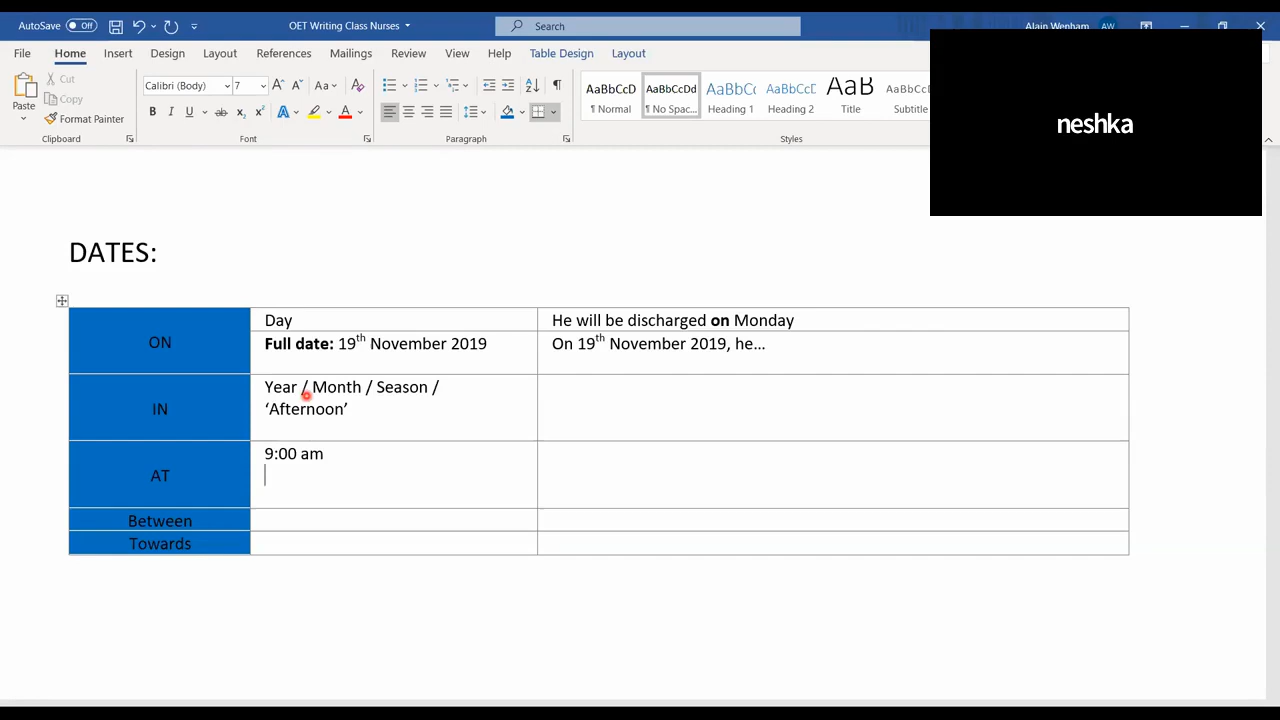 AutoSave Off OET Writing Class Nurses Search Alain Wenham AW
File Home Insert Design Layout References Mailings Review View Help Table Design Layout
Paste Cut Copy Format Painter Clipboard
Calibri (Body) 7 Font
Paragraph
AaBbCcD ¶ Normal AaBbCcDd ¶ No Spac... AaBbCc Heading 1 AaBbCcC Heading 2 AaB Title AaBbCcC Subtitle
Styles
neshka
DATES:
ON Day He will be discharged on Monday
Full date: 19th November 2019 On 19th November 2019, he...
IN Year / Month / Season /
‘Afternoon’
AT 9:00 am
Between
Towards